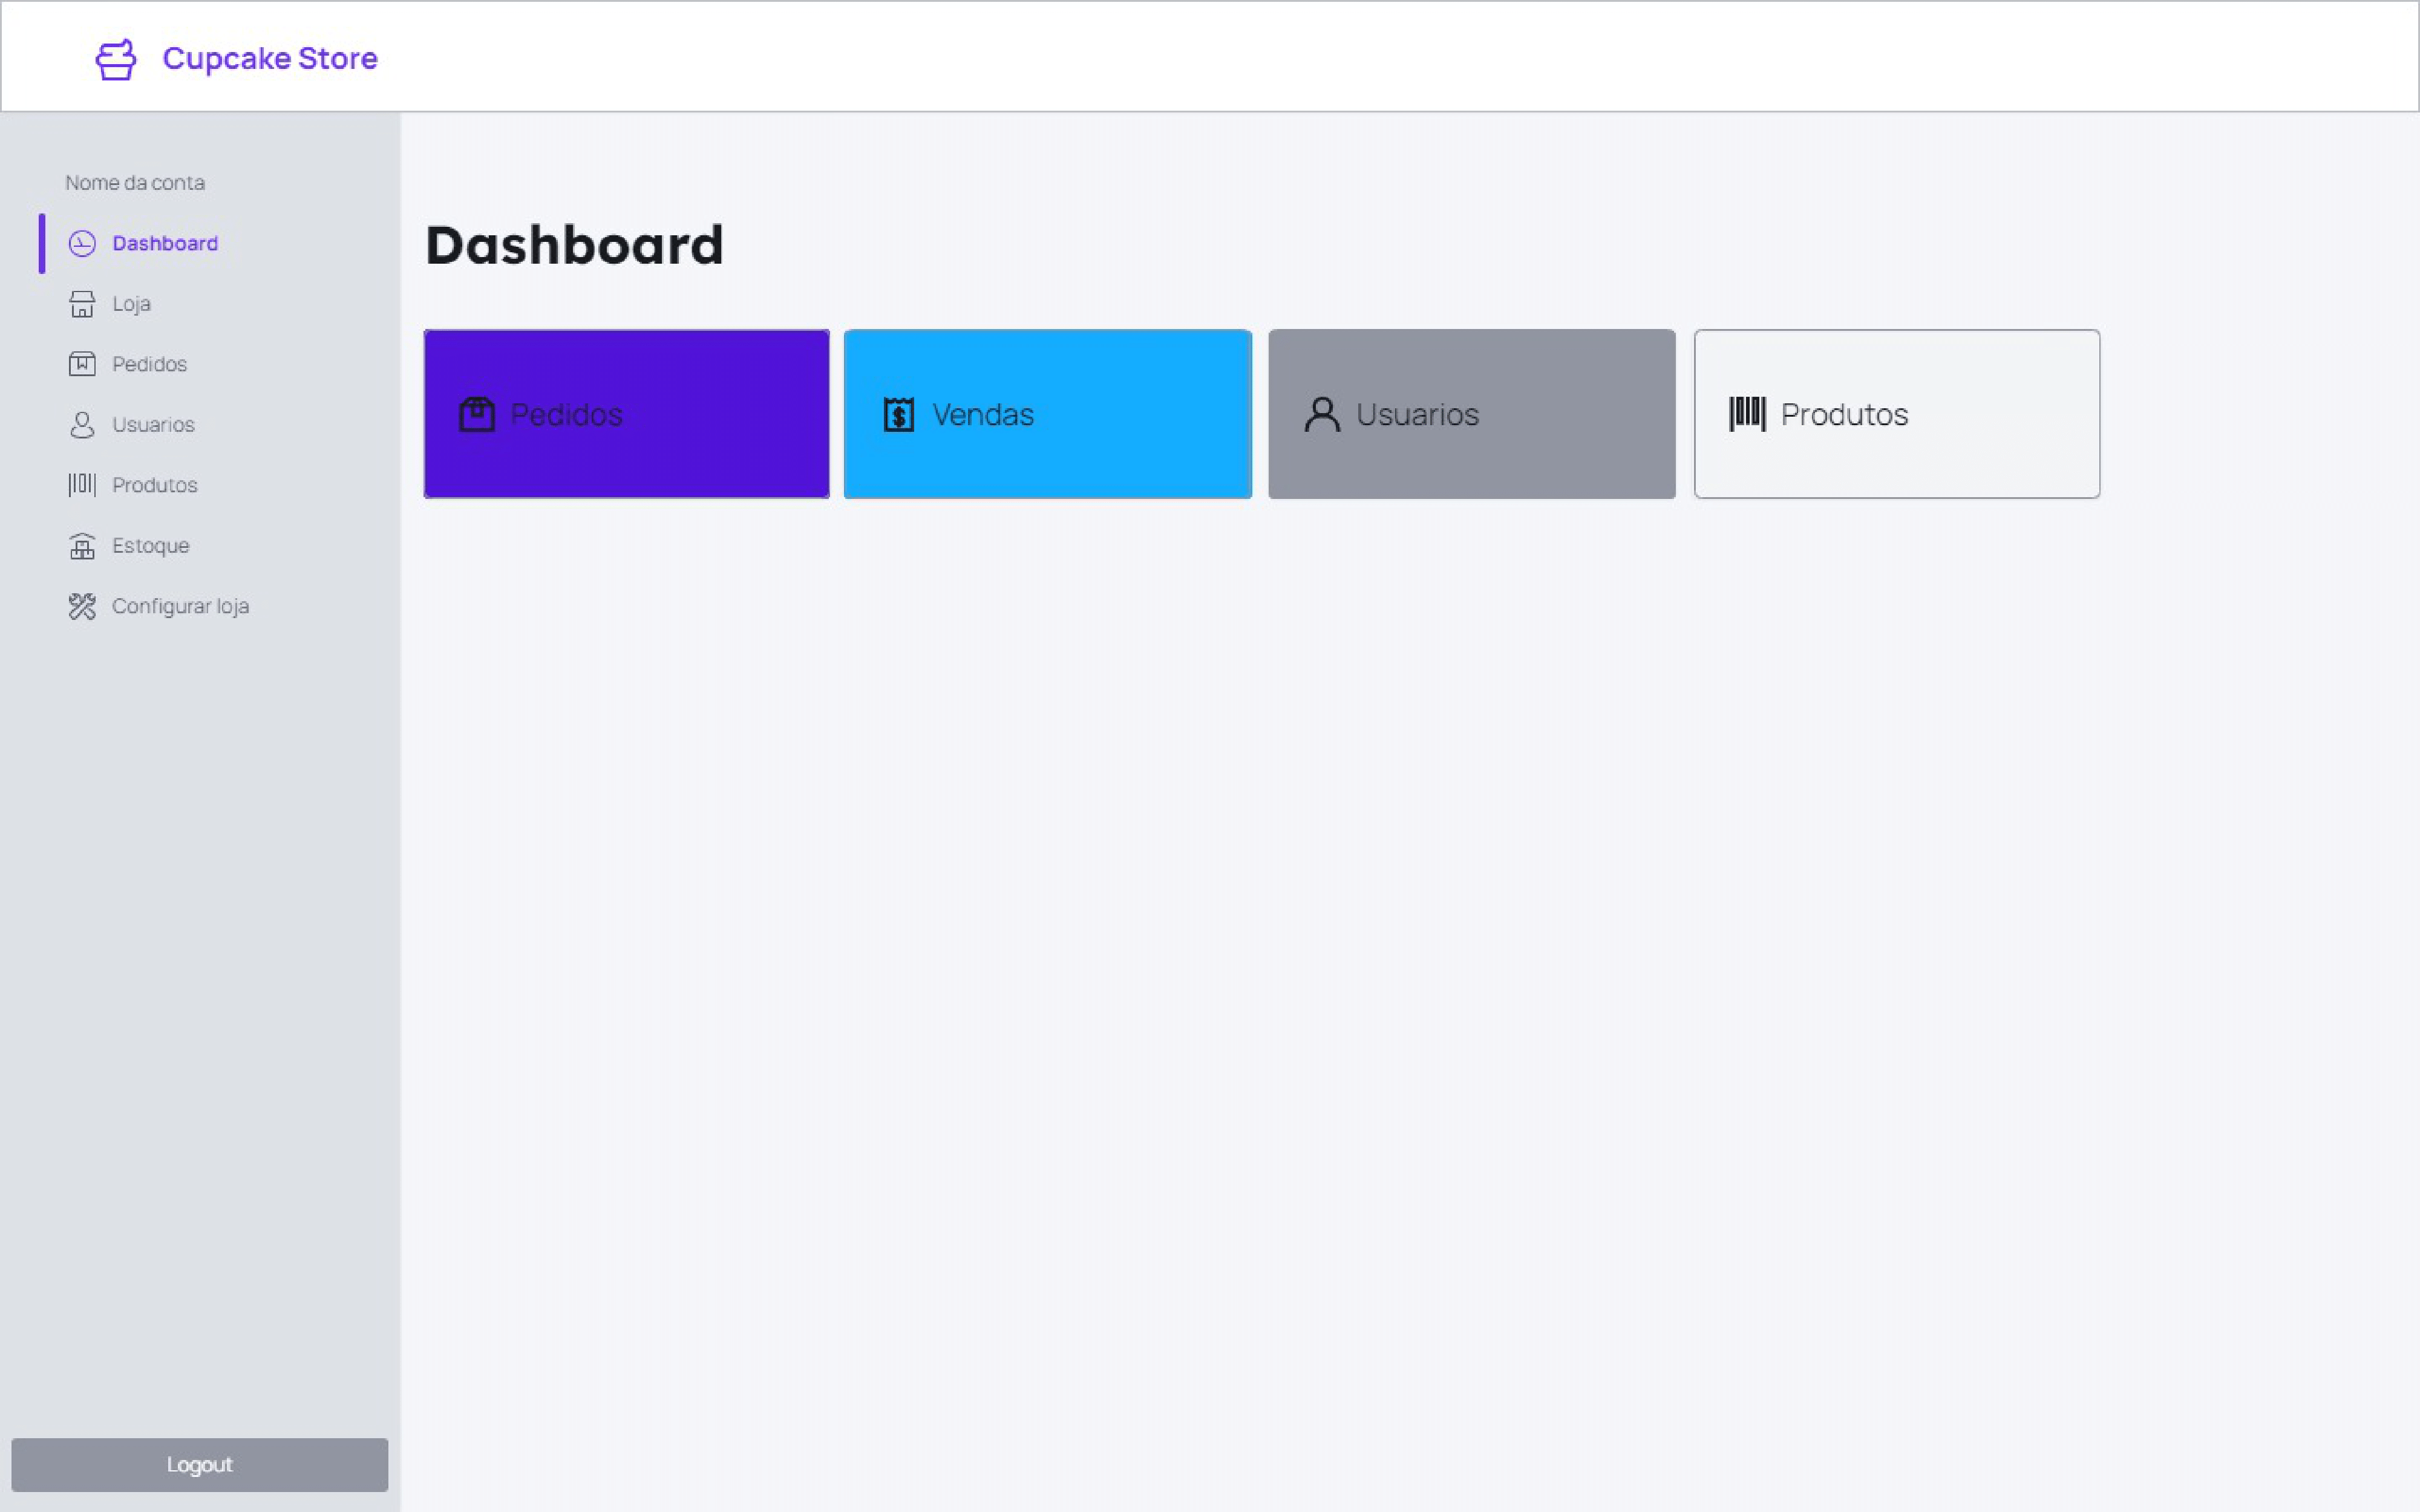 Cupcake Store
Nome da conta
Dashboard
Loja
Pedidos
Usuarios
Produtos
Estoque
Configurar loja
Logout
Dashboard
Pedidos
Vendas
Usuarios
Produtos